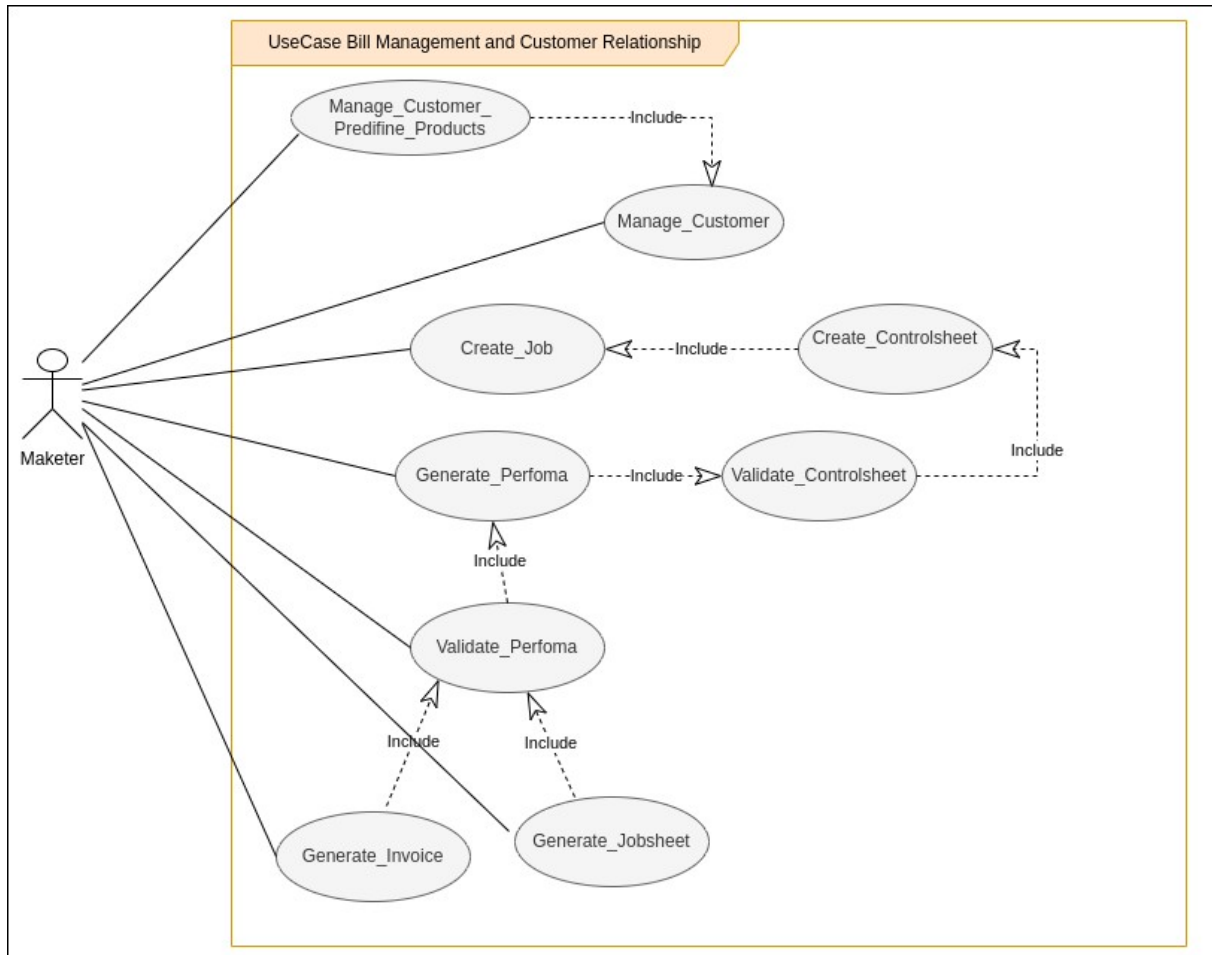 UseCase Bill Management and Customer Relationship
Manage_Customer_
Predifine_Products
Include
Manage_Customer
Create_Job
Include
Create_Controlsheet
Maketer
Include
Generate_Perfoma
Include
Validate_Controlsheet
Include
Validate_Perfoma
Include
Include
Generate_Invoice
Generate_Jobsheet